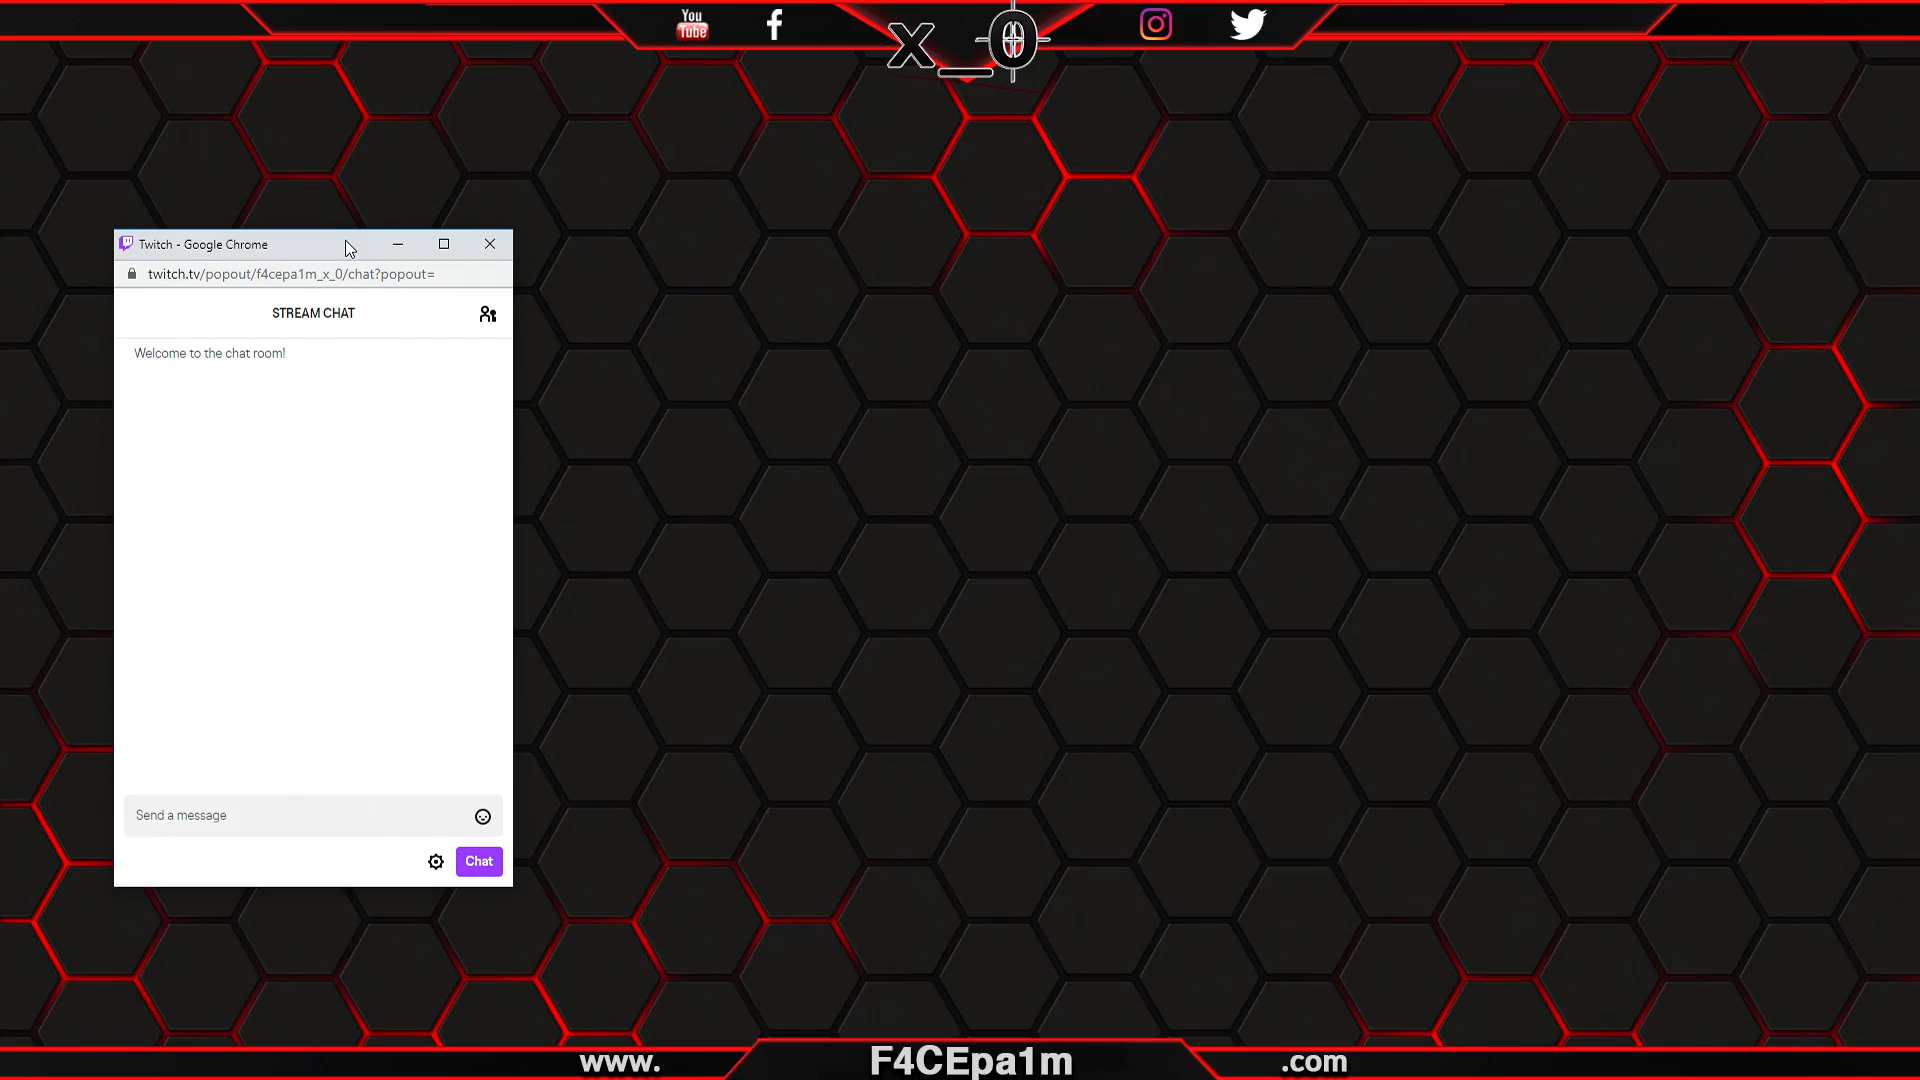 You
Tube
X_0
Twitch - Google Chrome
twitch.tv/popout/f4cepa1m_x_0/chat?popout=
STREAM CHAT
Welcome to the chat room!
Send a message
Chat
www. F4CEpa1m .com